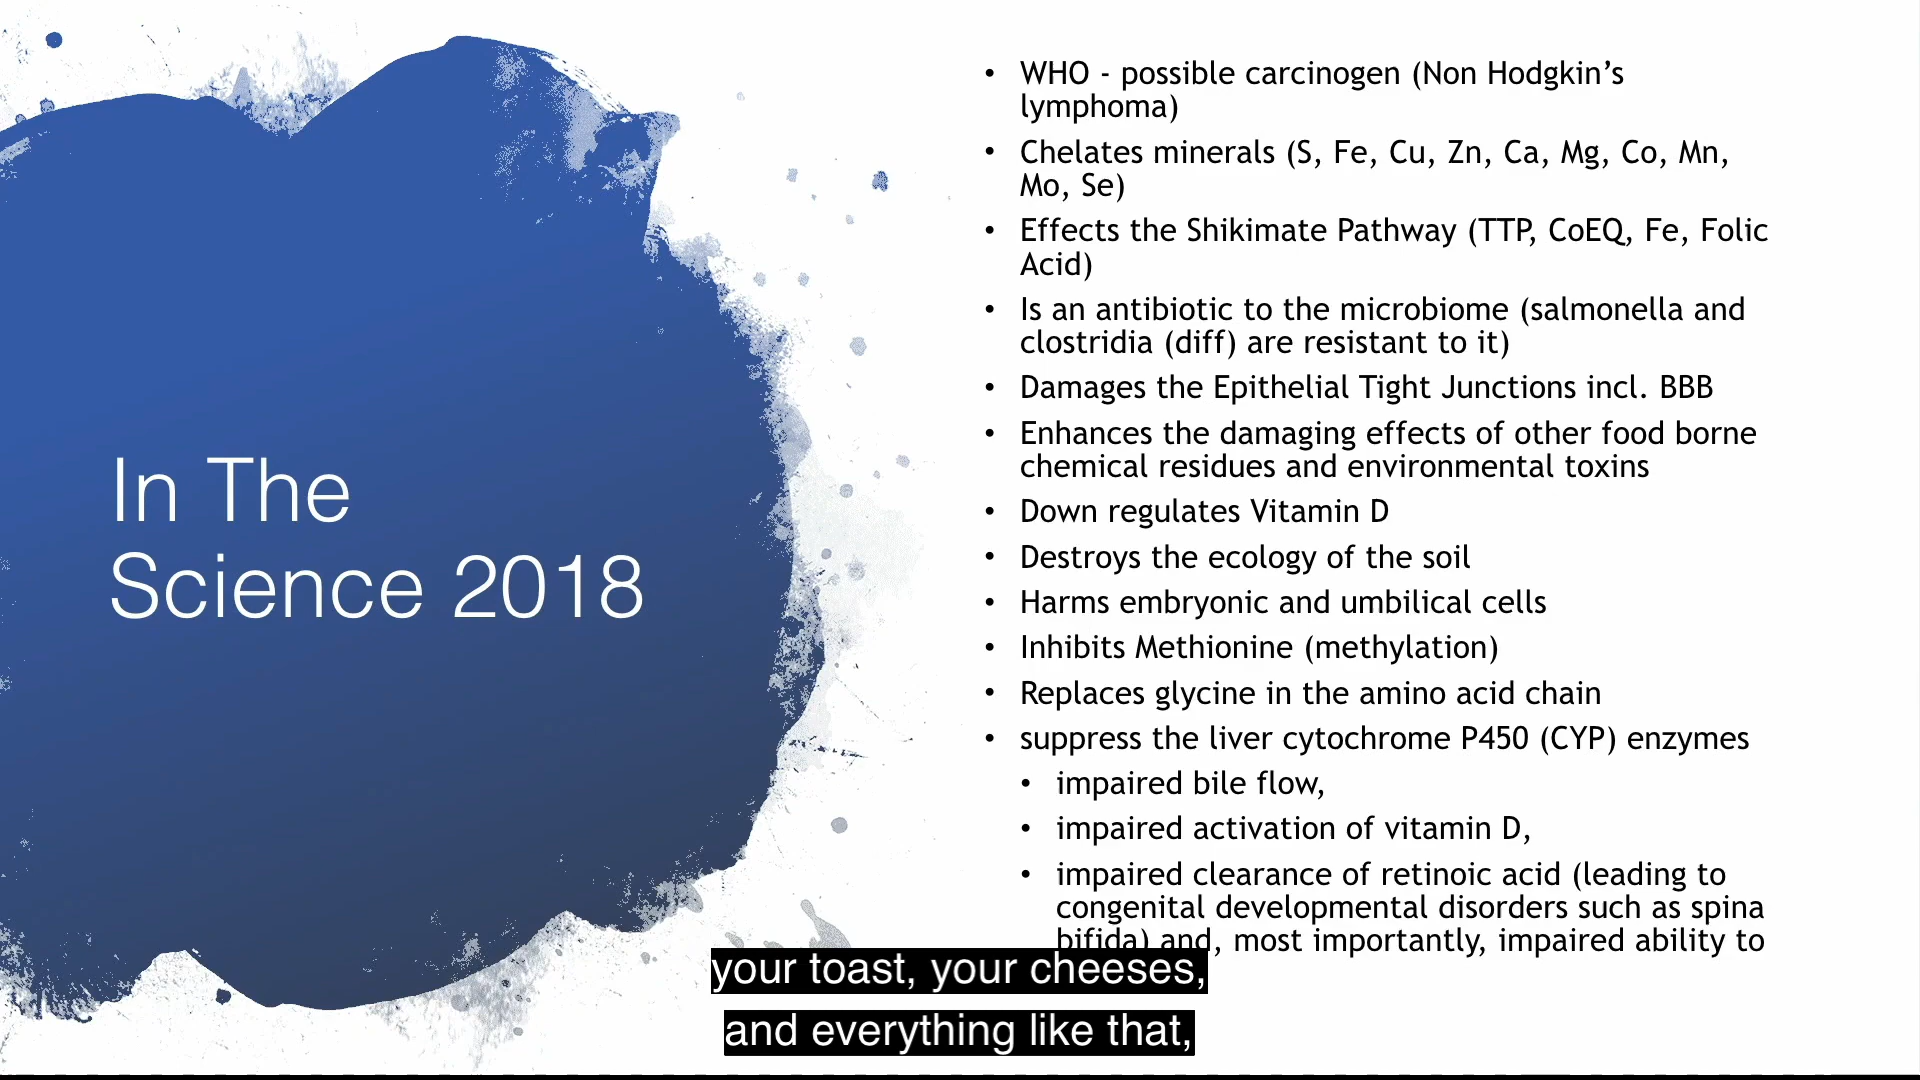 In The
Science 2018
• WHO - possible carcinogen (Non Hodgkin’s
lymphoma)
• Chelates minerals (S, Fe, Cu, Zn, Ca, Mg, Co, Mn,
Mo, Se)
• Effects the Shikimate Pathway (TTP, CoEQ, Fe, Folic
Acid)
• Is an antibiotic to the microbiome (salmonella and
clostridia (diff) are resistant to it)
• Damages the Epithelial Tight Junctions incl. BBB
• Enhances the damaging effects of other food borne
chemical residues and environmental toxins
• Down regulates Vitamin D
• Destroys the ecology of the soil
• Harms embryonic and umbilical cells
• Inhibits Methionine (methylation)
• Replaces glycine in the amino acid chain
• suppress the liver cytochrome P450 (CYP) enzymes
• impaired bile flow,
• impaired activation of vitamin D,
• impaired clearance of retinoic acid (leading to
congenital developmental disorders such as spina
bifida) and, most importantly, impaired ability to
your toast, your cheeses,
and everything like that,